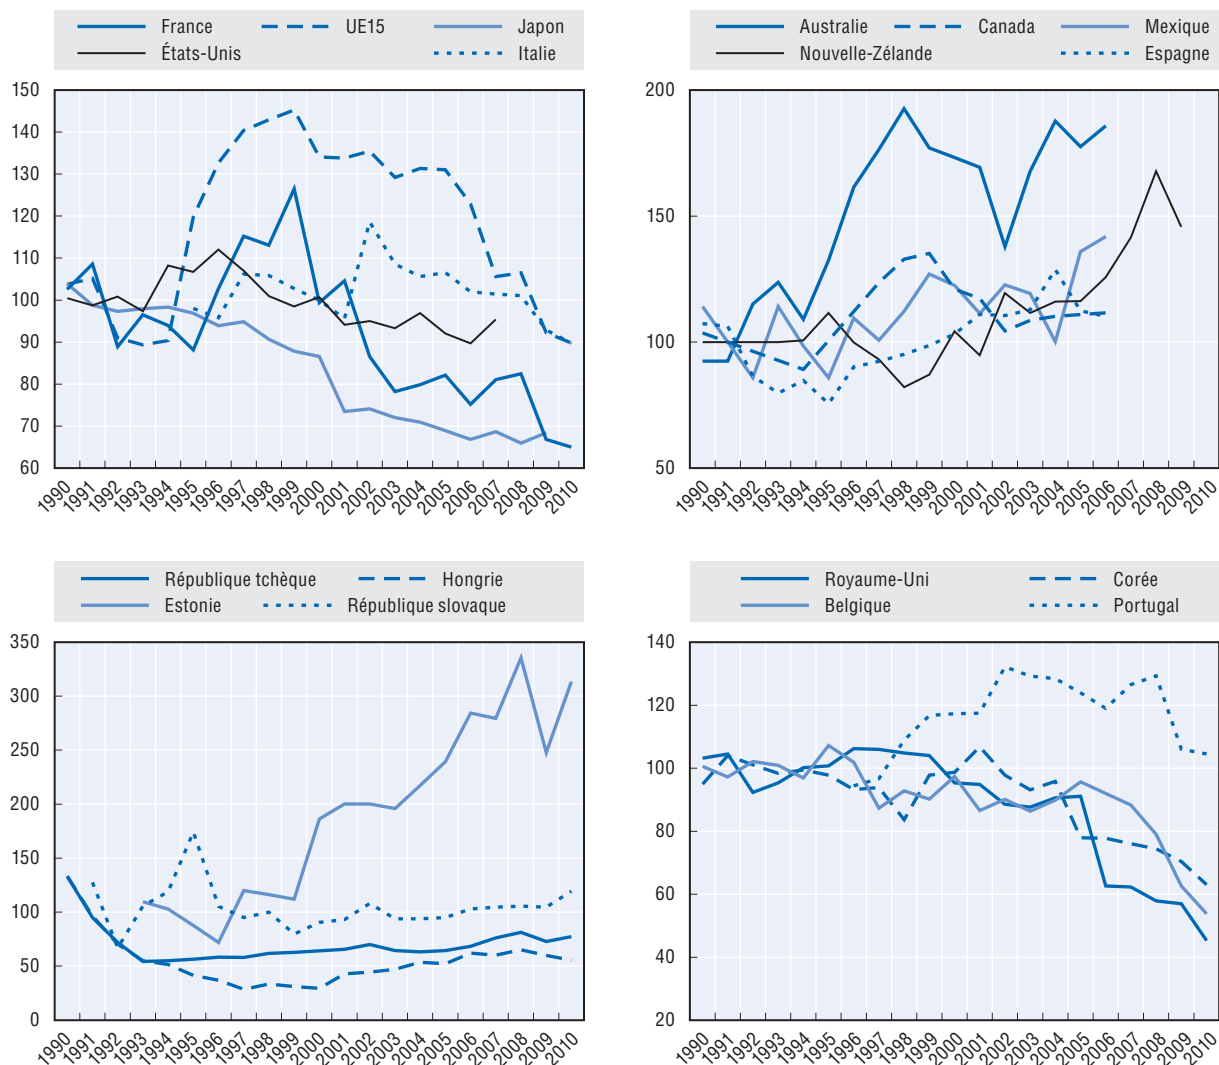 France UE15 Japon
États-Unis Italie
150
140
130
120
110
100
90
80
70
60
1990 1991 1992 1993 1994 1995 1996 1997 1998 1999 2000 2001 2002 2003 2004 2005 2006 2007 2008 2009 2010
Australie Canada Mexique
Nouvelle-Zélande Espagne
200
150
100
50
1990 1991 1992 1993 1994 1995 1996 1997 1998 1999 2000 2001 2002 2003 2004 2005 2006 2007 2008 2009 2010
République tchèque Hongrie
Estonie République slovaque
350
300
250
200
150
100
50
0
1990 1991 1992 1993 1994 1995 1996 1997 1998 1999 2000 2001 2002 2003 2004 2005 2006 2007 2008 2009 2010
Royaume-Uni Corée
Belgique Portugal
140
120
100
80
60
40
20
1990 1991 1992 1993 1994 1995 1996 1997 1998 1999 2000 2001 2002 2003 2004 2005 2006 2007 2008 2009 2010